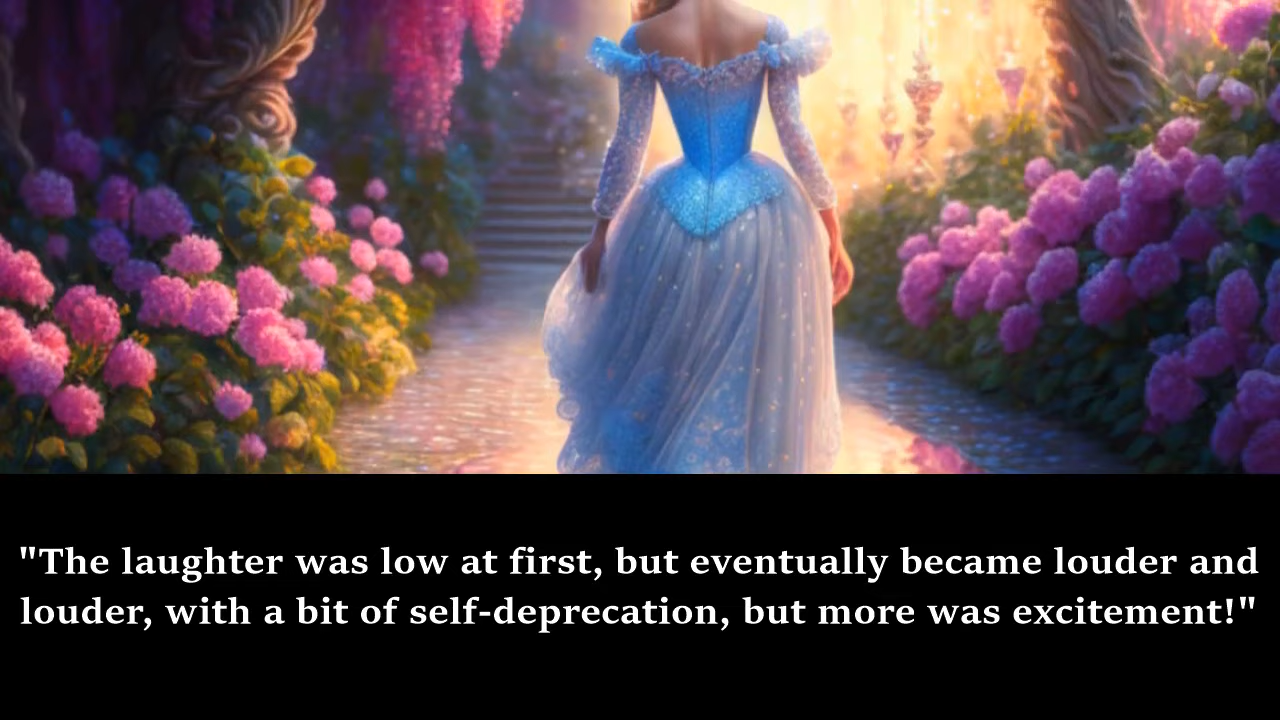 "The laughter was low at first, but eventually became louder and
louder, with a bit of self-deprecation, but more was excitement!"